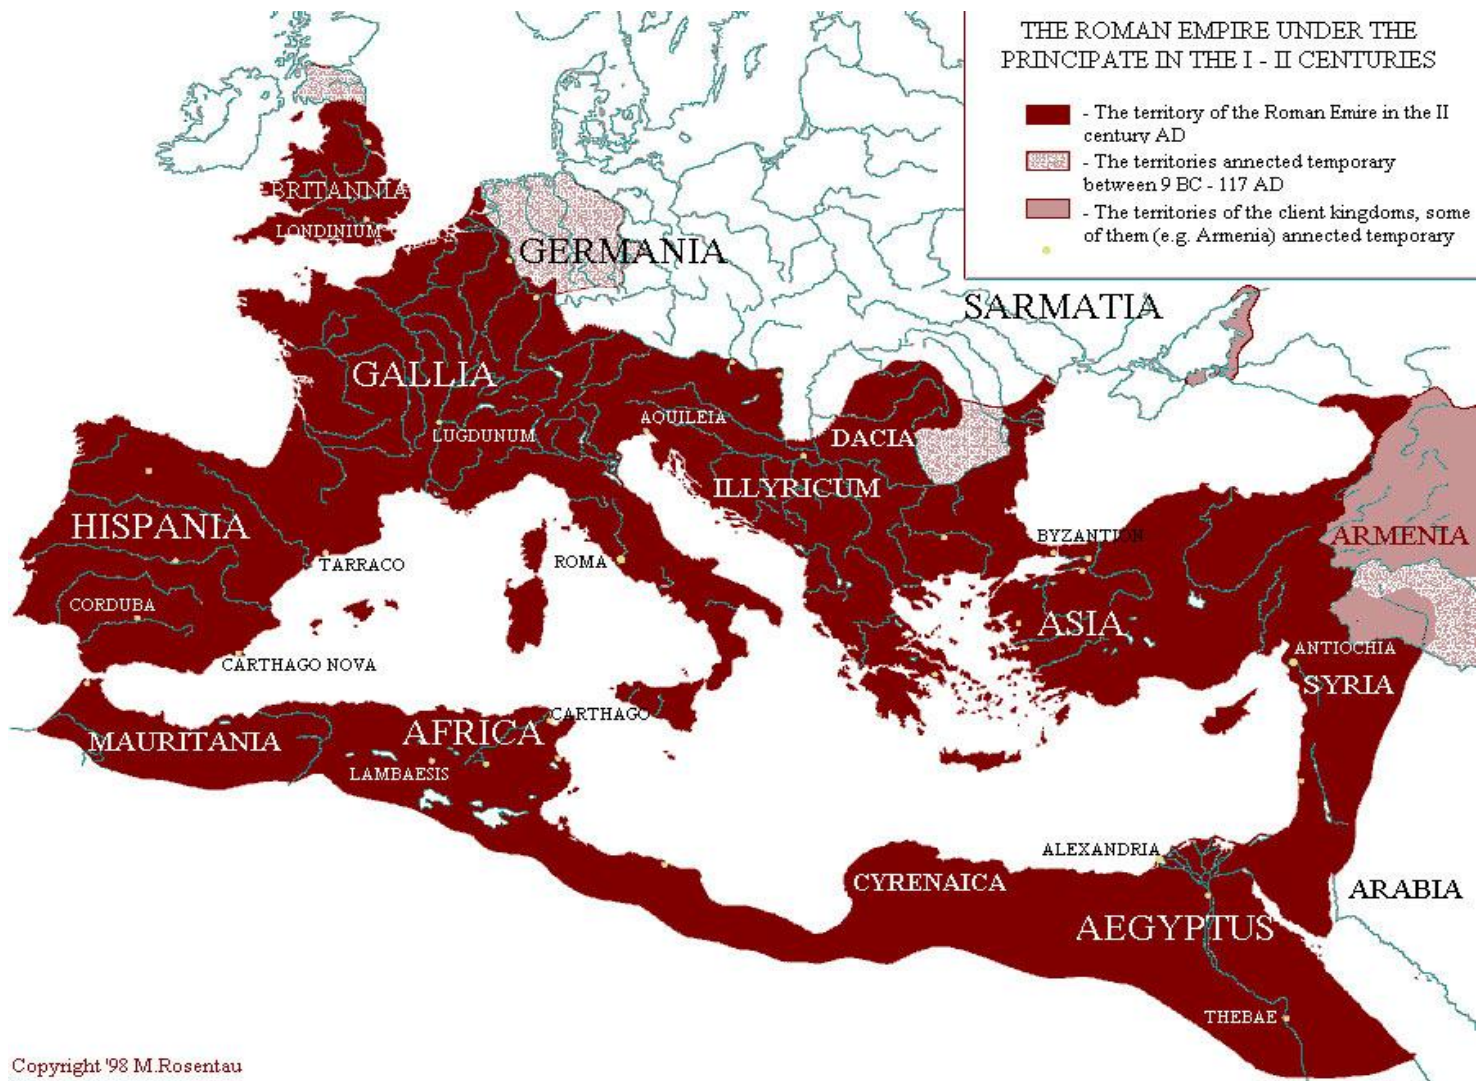 THE ROMAN EMPIRE UNDER THE
PRINCIPATE IN THE I - II CENTURIES
- The territory of the Roman Emire in the II
century AD
- The territories annected temporary
between 9 BC - 117 AD
- The territories of the client kingdoms, some
of them (e.g. Armenia) annected temporary
BRITANNIA
LONDINIUM
GERMANIA
SARMATIA
GALLIA
LUGDUNUM
AQUILEIA
DACIA
ILLYRICUM
HISPANIA
TARRACO
ROMA
BYZANTION
ARMENIA
CORDUBA
ASIA
CARTHAGO NOVA
ANTIOCHIA
SYRIA
CARTHAGO
MAURITANIA
AFRICA
LAMBAESIS
ALEXANDRIA
CYRENAICA
ARABIA
AEGYPTUS
THEBAE
Copyright '98 M.Rosentau